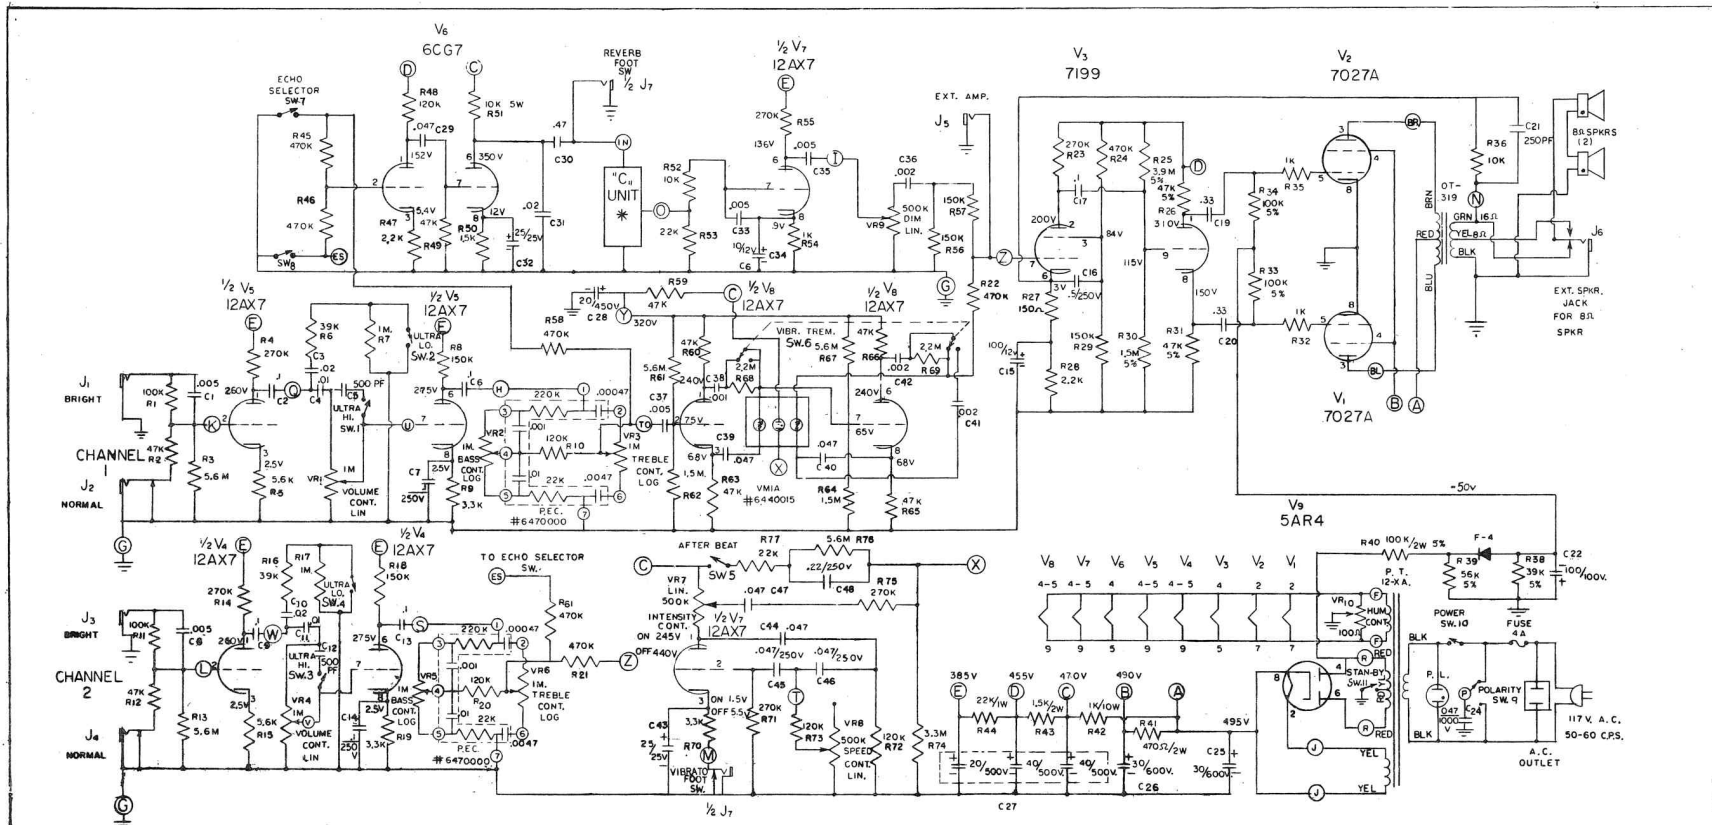 V6
6CG7
ECHO
SELECTOR
SW.7
D
C
R48
120K
10K 5W
R51
.047 C29
R45
470K
152V
350V
.47
C30
REVERB
FOOT
SW
½ J7
IN
"C"
UNIT
*
R46
470K
5.4V
12V
R47
2.2K
47K
R49
R50
1.5K
25/25V
C32
.02
C31
SW8
ES
½ V7
12AX7
E
270K
R55
136V
.005
C35
I
R52
10K
.005
C33
O
22K
R53
.9V
1K
R54
10/12V
C34
C6
C36
.002
500K
DIM
LIN.
VR9
150K
R57
150K
R56
EXT. AMP.
J5
Z
G
R22
470K
V3
7199
270K
R23
470K
R24
R25
3.9M
5%
D
47K
5%
R26
.1
C17
200V
84V
310V
.33
C19
115V
3V
C16
.5/250V
R27
150Ω
150V
150K
R29
R30
1.5M
5%
R31
47K
5%
.33
C20
100/12V
C15
R28
2.2K
V2
7027A
1K
R35
R34
100K
5%
R33
100K
5%
1K
R32
BR
BL
V1
7027A
B
A
C21
250PF
R36
10K
N
OT-319
BRN
RED
BLU
GRN 16Ω
YEL 8Ω
BLK
8Ω SPKRS
(2)
J6
EXT. SPKR.
JACK
FOR 8Ω
SPKR
½ V5
12AX7
E
R4
270K
39K
R6
1M.
R7
ULTRA
LO.
SW.2
C3
.02
260V
.1
C2
Q
.01
C4
500 PF
C5
ULTRA
HI.
SW.1
J1
BRIGHT
100K
R1
.005
C1
K
47K
R2
CHANNEL
1
J2
NORMAL
R3
5.6M
2.5V
5.6K
R5
VR1
1M
VOLUME
CONT.
LIN
G
½ V5
12AX7
E
R8
150K
275V
.1
C6
H
U
C7
250V
25V
R9
3.3K
220K
.00047
.001
VR2
1M.
BASS
CONT.
LOG
120K
R10
VR3
1M
TREBLE
CONT.
LOG
.01
22K
.0047
P.E.C.
#6470000
20/450V
C28
R59
47K
Y
320V
C
½ V8
12AX7
½ V8
12AX7
R58
470K
47K
R60
5.6M
R61
VIBR. TREM.
SW.6
5.6M
R67
47K
R66
2.2M
R69
2.2M
R68
.002
C42
240V
C38
.001
240V
C37
.005
TO
75V
65V
C39
.047
68V
.047
C40
68V
.002
C41
X
1.5M.
R62
R63
47K
VM1A
#6440015
R64
1.5M
47K
R65
-50V
V9
5AR4
½ V4
12AX7
E
R16
39K
R17
1M
ULTRA
LO.
SW.4
270K
R14
C10
.02
260V
.1
C9
W
.01
C11
C12
500
PF
ULTRA
HI.
SW.3
J3
BRIGHT
100K
R11
.005
C8
L
CHANNEL
2
47K
R12
J4
NORMAL
R13
5.6M
2.5V
5.6K
R15
VR4
1M
VOLUME
CONT.
LIN
V
G
½ V4
12AX7
E
R18
150K
275V
.1
C13
S
2.5V
C14
250
V
3.3K
R19
220K
.00047
.001
VR5
1M
BASS
CONT.
LOG
120K
R20
VR6
1M.
TREBLE
CONT.
LOG
.01
22K
.0047
P.E.C.
#6470000
TO ECHO SELECTOR
SW.
ES
R61
470K
470K
R21
Z
C
AFTER BEAT
SW5
R77
22K
5.6M R76
.22/250V
C48
X
VR7
LIN.
500K
INTENSITY
CONT.
.047 C47
R75
270K
½ V7
12AX7
ON 245V
OFF 440V
C44
.047
.047
/250V
C45
.047/250V
C46
T
ON 1.5V
OFF 5.5V
270K
R71
120K
R73
VR8
500K
SPEED
CONT.
LIN.
120K
R72
3.3M
R74
C43
25/
25V
3.3K
R70
M
VIBRATO
FOOT
SW.
½ J7
V8 V7 V6 V5 V4 V3 V2 V1
4-5 4-5 4-5 4-5 4-5 4 2 2
9 9 5 9 9 5 7 7
R40 100K/2W 5%
F-4
R39
56K
5%
R38
39K
5%
C22
100/100V.
P.T.
12-XA.
F
VR10
HUM
CONT.
100Ω
F
RED
R
STAN-BY
SW.11
RED
R
RED
J
YEL
J
YEL
POWER
SW.10
FUSE
4A
BLK
BLK
P.L.
.047
1000
V
P
C24
POLARITY
SW.9
117V. A.C.
50-60 C.P.S.
A.C.
OUTLET
385V
455V
470V
490V
495V
E
D
C
B
A
22K/1W
R44
1.5K/2W
R43
1K/10W
R42
R41
470Ω/2W
20/500V
40/500V.
40/500V.
30/600V.
C26
C25
30/600V.
C27